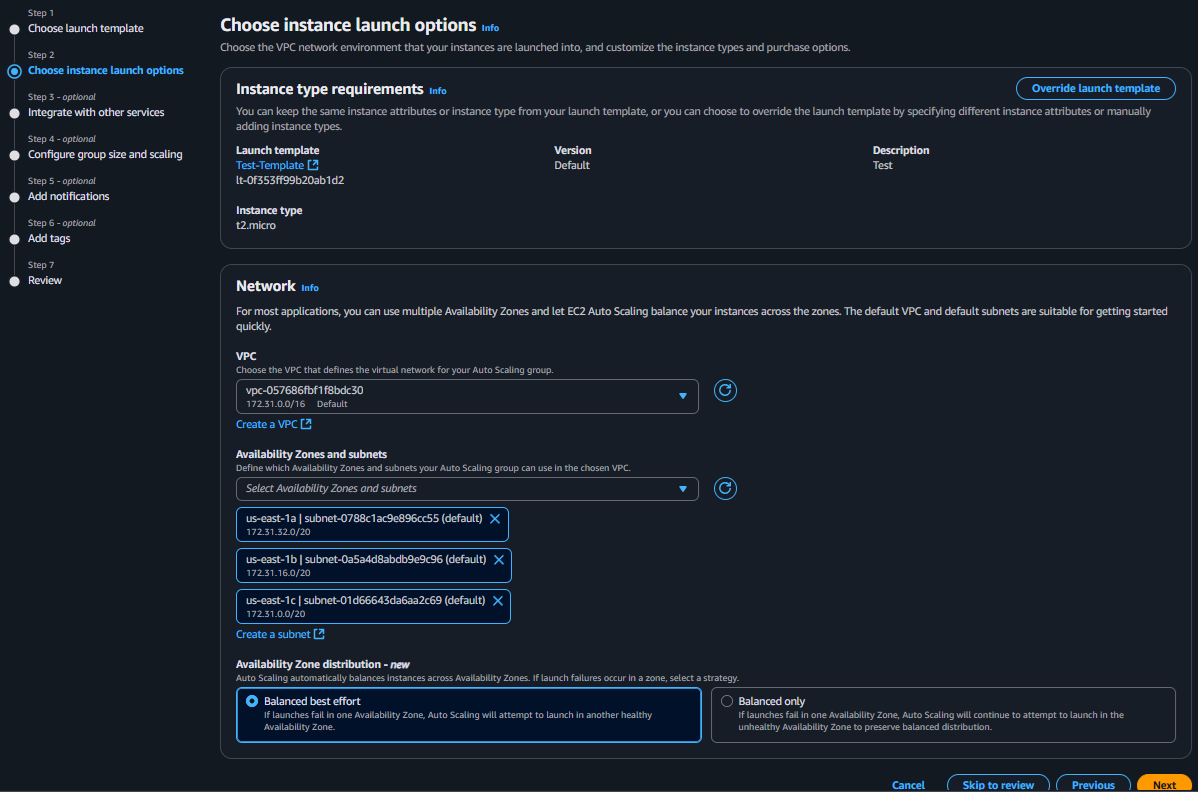 Step 1
Choose launch template
Step 2
Choose instance launch options
Step 3 - optional
Integrate with other services
Step 4 - optional
Configure group size and scaling
Step 5 - optional
Add notifications
Step 6 - optional
Add tags
Step 7
Review
Choose instance launch options Info
Choose the VPC network environment that your instances are launched into, and customize the instance types and purchase options.
Instance type requirements Info
Override launch template
You can keep the same instance attributes or instance type from your launch template, or you can choose to override the launch template by specifying different instance attributes or manually
adding instance types.
Launch template
Test-Template
lt-0f353ff99b20ab1d2
Version
Default
Description
Test
Instance type
t2.micro
Network Info
For most applications, you can use multiple Availability Zones and let EC2 Auto Scaling balance your instances across the zones. The default VPC and default subnets are suitable for getting started
quickly.
VPC
Choose the VPC that defines the virtual network for your Auto Scaling group.
vpc-057686fbf1f8bdc30
172.31.0.0/16 Default
Create a VPC
Availability Zones and subnets
Define which Availability Zones and subnets your Auto Scaling group can use in the chosen VPC.
Select Availability Zones and subnets
us-east-1a | subnet-0788c1ac9e896cc55 (default)
172.31.32.0/20
us-east-1b | subnet-0a5a4d8abdb9e9c96 (default)
172.31.16.0/20
us-east-1c | subnet-01d66643da6aa2c69 (default)
172.31.0.0/20
Create a subnet
Availability Zone distribution - new
Auto Scaling automatically balances instances across Availability Zones. If launch failures occur in a zone, select a strategy.
Balanced best effort
If launches fail in one Availability Zone, Auto Scaling will attempt to launch in another healthy
Availability Zone.
Balanced only
If launches fail in one Availability Zone, Auto Scaling will continue to attempt to launch in the
unhealthy Availability Zone to preserve balanced distribution.
Cancel
Skip to review
Previous
Next